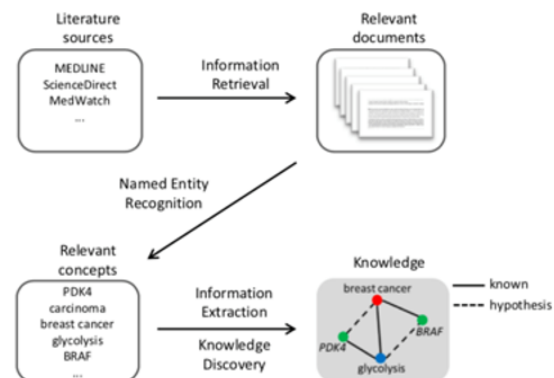 Literature
sources
MEDLINE
ScienceDirect
MedWatch
...
Information
Retrieval
Relevant
documents
Named Entity
Recognition
Relevant
concepts
PDK4
carcinoma
breast cancer
glycolysis
BRAF
...
Information
Extraction
Knowledge
Discovery
Knowledge
breast cancer
PDK4
BRAF
glycolysis
known
hypothesis